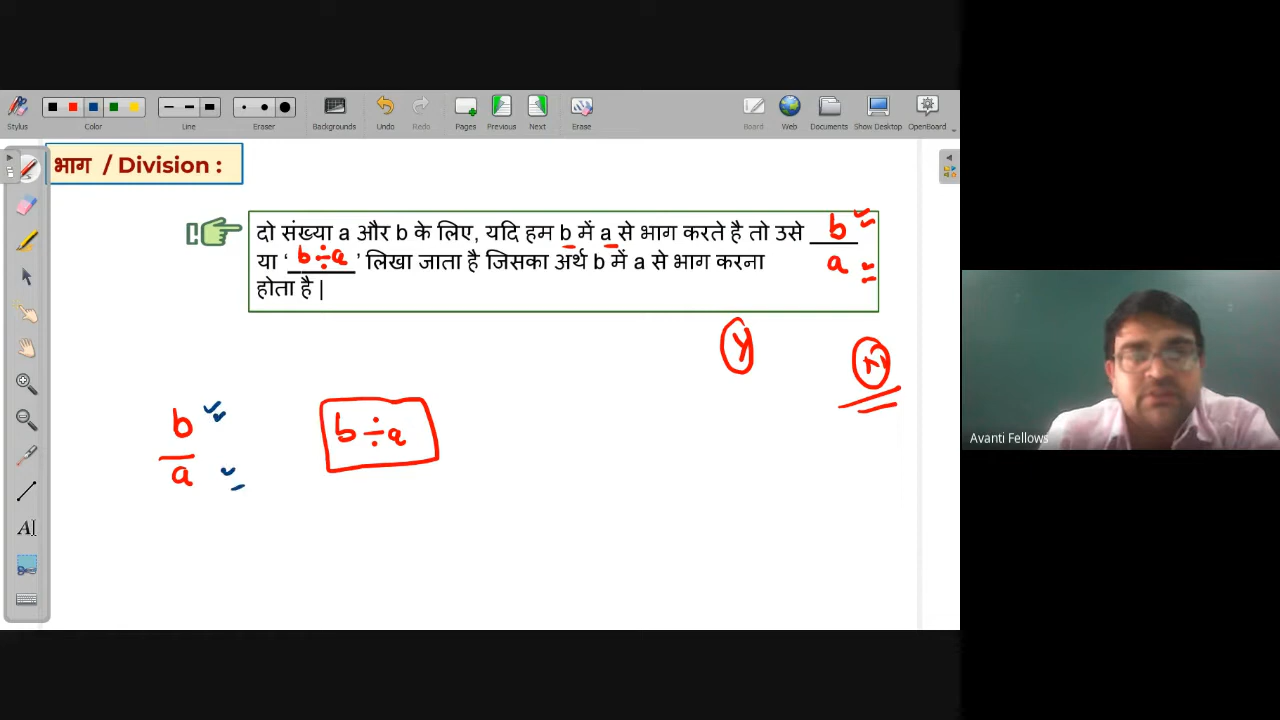 Stylus
Color
Line
Eraser
Backgrounds
Undo
Redo
Pages
Previous
Next
Erase
Board
Web
Documents
Show Desktop
OpenBoard
भाग / Division :
दो संख्या a और b के लिए, यदि हम b में a से भाग करते है तो उसे b/a
या ‘ b÷a ’ लिखा जाता है जिसका अर्थ b में a से भाग करना
होता है |
y
b
a
b÷a
Avanti Fellows